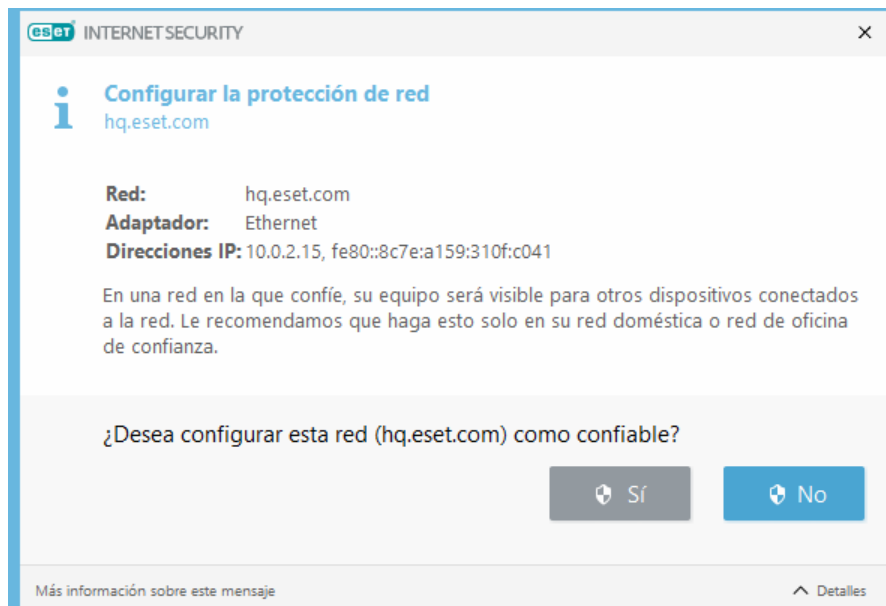 eset INTERNET SECURITY
Configurar la protección de red
hq.eset.com
Red: hq.eset.com
Adaptador: Ethernet
Direcciones IP: 10.0.2.15, fe80::8c7e:a159:310f:c041
En una red en la que confíe, su equipo será visible para otros dispositivos conectados
a la red. Le recomendamos que haga esto solo en su red doméstica o red de oficina
de confianza.
¿Desea configurar esta red (hq.eset.com) como confiable?
Sí No
Más información sobre este mensaje Detalles